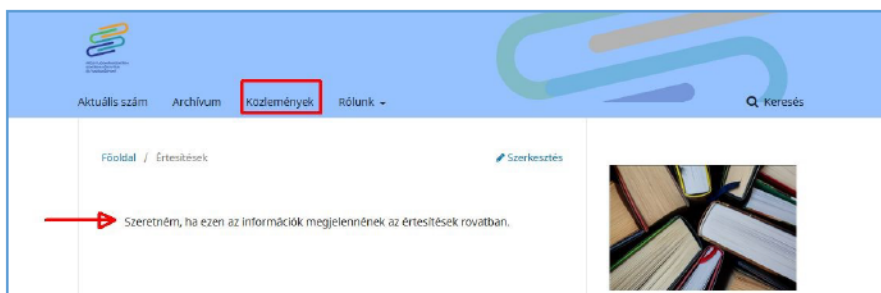 Aktuális szám Archívum Közlemények Rólunk
Keresés
Főoldal / Értesítések
Szerkesztés
Szeretném, ha ezen az információk megjelennének az értesítések rovatban.